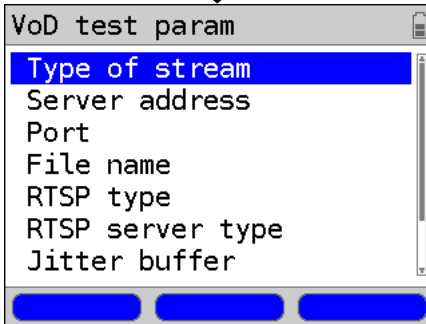 VoD test param
Type of stream
Server address
Port
File name
RTSP type
RTSP server type
Jitter buffer